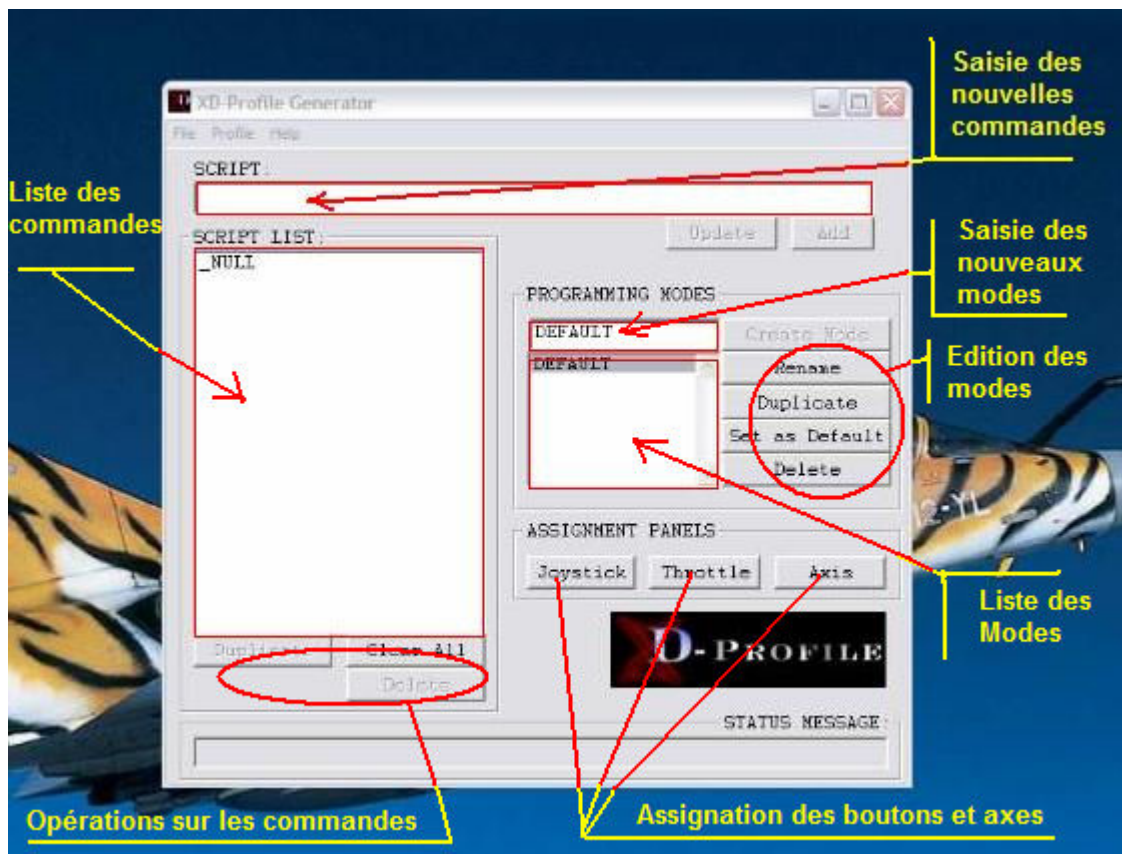 Saisie des
nouvelles
commandes
XD-Profile Generator
File Profile Help
SCRIPT:
Liste des
commandes
Update Add
SCRIPT LIST:
_NULL
Saisie des
nouveaux
modes
PROGRAMMING MODES
DEFAULT Create Mode
DEFAULT Rename
Duplicate
Set as Default
Delete
Edition des
modes
12-YL
ASSIGNMENT PANELS
Joystick Throttle Axis
Liste des
Modes
Duplicate Clear All
Delete
XD-PROFILE
STATUS MESSAGE:
Opérations sur les commandes
Assignation des boutons et axes